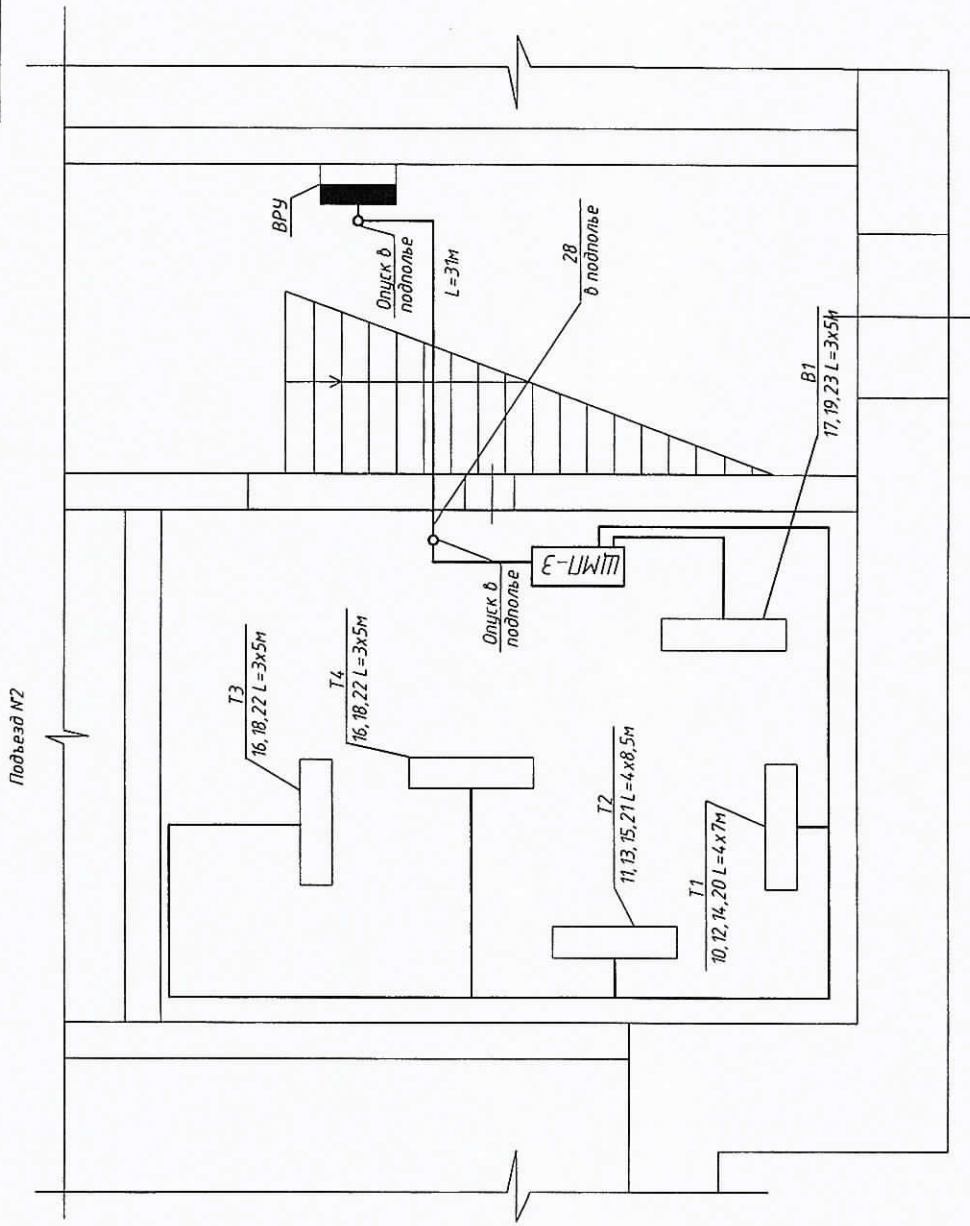 Подъезд №2
ВРУ
Опуск в
подполье
L=31м
28
в подполье
В1
17,19,23 L=3х5м
Т3
16,18,22 L=3х5м
Т4
16,18,22 L=3х5м
Опуск в
подполье
ЩМП-3
Т2
11,13,15,21 L=4х8,5м
Т1
10,12,14,20 L=4х7м